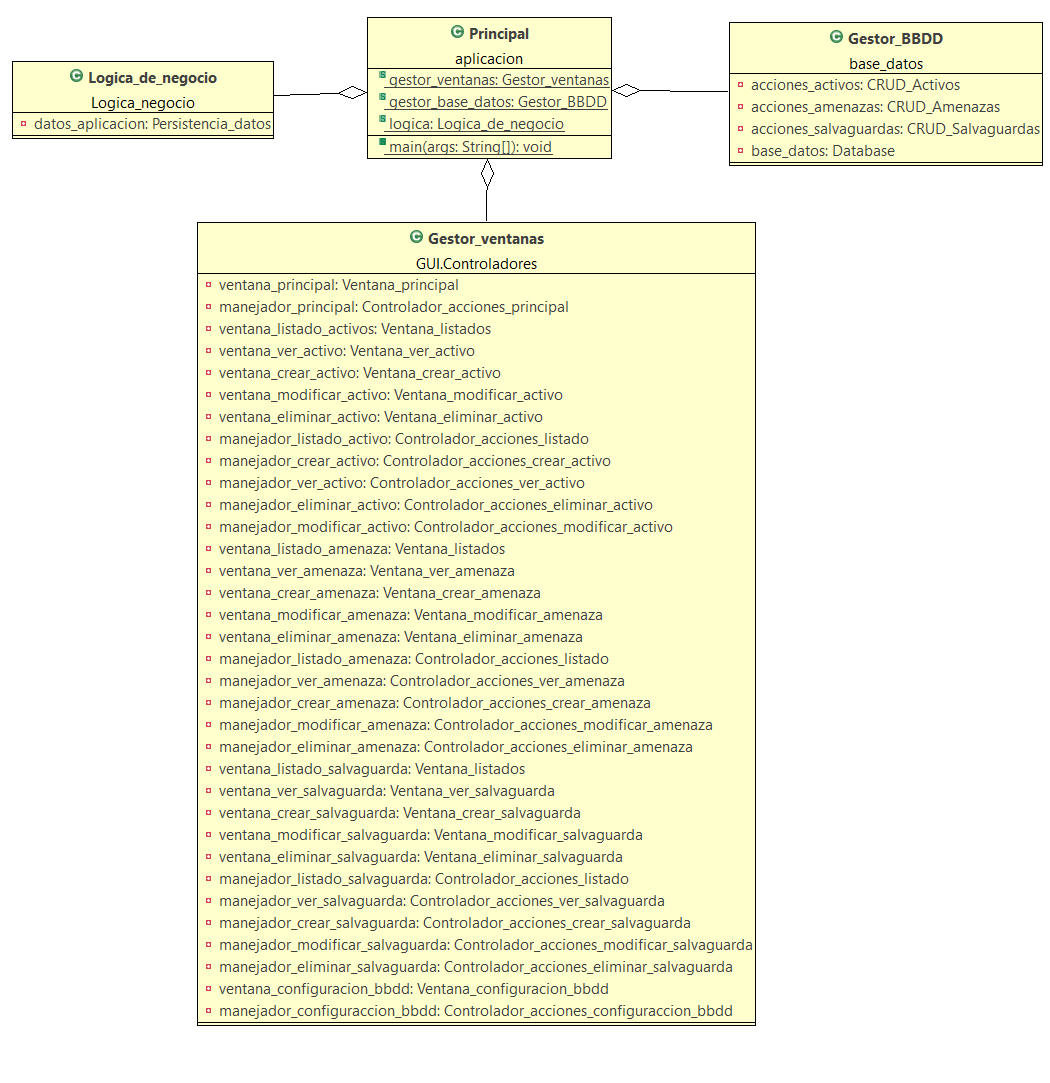 Principal
aplicacion
gestor_ventanas: Gestor_ventanas
gestor_base_datos: Gestor_BBDD
logica: Logica_de_negocio
main(args: String[]): void
Logica_de_negocio
Logica_negocio
datos_aplicacion: Persistencia_datos
Gestor_BBDD
base_datos
acciones_activos: CRUD_Activos
acciones_amenazas: CRUD_Amenazas
acciones_salvaguardas: CRUD_Salvaguardas
base_datos: Database
Gestor_ventanas
GUI.Controladores
ventana_principal: Ventana_principal
manejador_principal: Controlador_acciones_principal
ventana_listado_activos: Ventana_listados
ventana_ver_activo: Ventana_ver_activo
ventana_crear_activo: Ventana_crear_activo
ventana_modificar_activo: Ventana_modificar_activo
ventana_eliminar_activo: Ventana_eliminar_activo
manejador_listado_activo: Controlador_acciones_listado
manejador_crear_activo: Controlador_acciones_crear_activo
manejador_ver_activo: Controlador_acciones_ver_activo
manejador_eliminar_activo: Controlador_acciones_eliminar_activo
manejador_modificar_activo: Controlador_acciones_modificar_activo
ventana_listado_amenaza: Ventana_listados
ventana_ver_amenaza: Ventana_ver_amenaza
ventana_crear_amenaza: Ventana_crear_amenaza
ventana_modificar_amenaza: Ventana_modificar_amenaza
ventana_eliminar_amenaza: Ventana_eliminar_amenaza
manejador_listado_amenaza: Controlador_acciones_listado
manejador_ver_amenaza: Controlador_acciones_ver_amenaza
manejador_crear_amenaza: Controlador_acciones_crear_amenaza
manejador_modificar_amenaza: Controlador_acciones_modificar_amenaza
manejador_eliminar_amenaza: Controlador_acciones_eliminar_amenaza
ventana_listado_salvaguarda: Ventana_listados
ventana_ver_salvaguarda: Ventana_ver_salvaguarda
ventana_crear_salvaguarda: Ventana_crear_salvaguarda
ventana_modificar_salvaguarda: Ventana_modificar_salvaguarda
ventana_eliminar_salvaguarda: Ventana_eliminar_salvaguarda
manejador_listado_salvaguarda: Controlador_acciones_listado
manejador_ver_salvaguarda: Controlador_acciones_ver_salvaguarda
manejador_crear_salvaguarda: Controlador_acciones_crear_salvaguarda
manejador_modificar_salvaguarda: Controlador_acciones_modificar_salvaguarda
manejador_eliminar_salvaguarda: Controlador_acciones_eliminar_salvaguarda
ventana_configuracion_bbdd: Ventana_configuracion_bbdd
manejador_configuraccion_bbdd: Controlador_acciones_configuraccion_bbdd